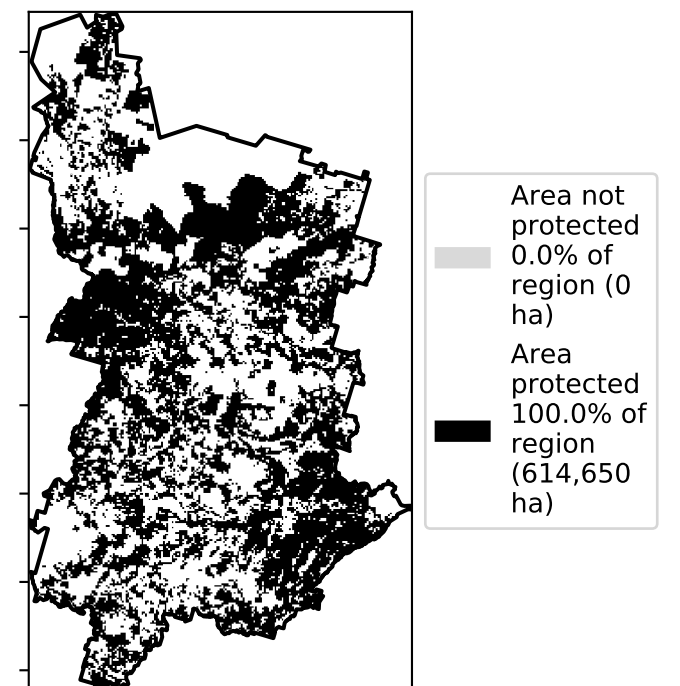 Area not
protected
0.0% of
region (0
ha)
Area
protected
100.0% of
region
(614,650
ha)